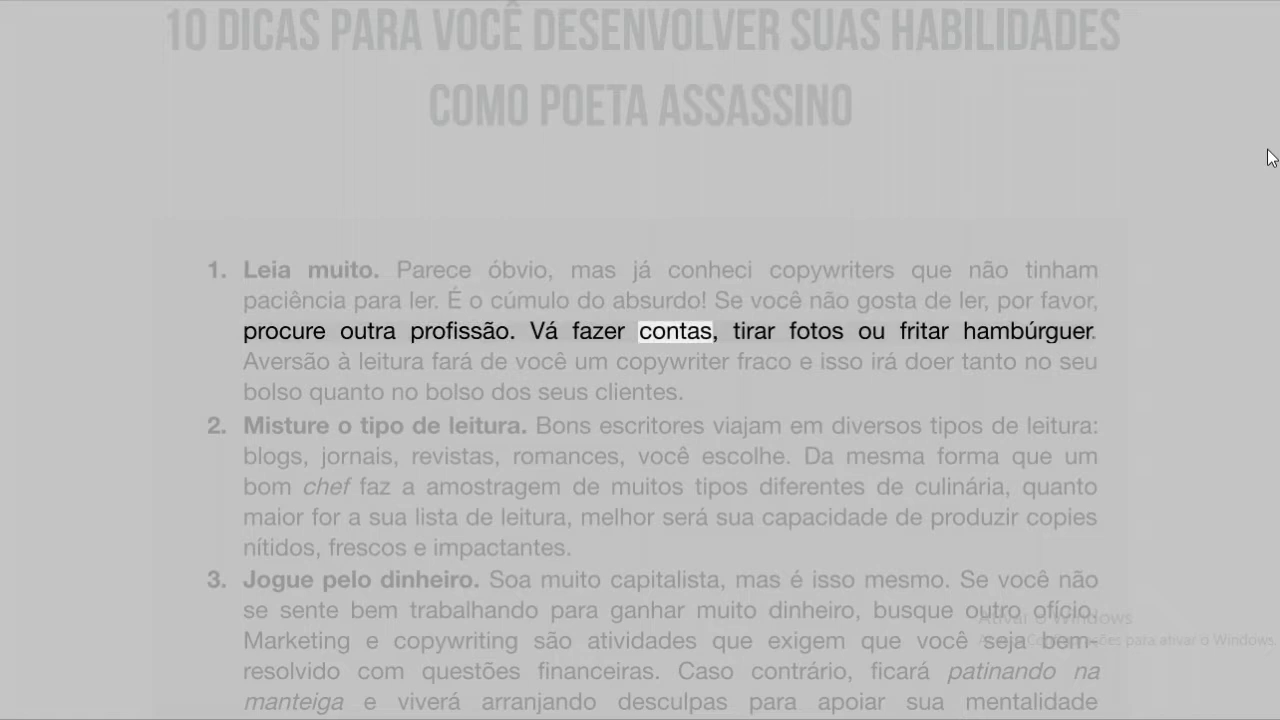 10 DICAS PARA VOCÊ DESENVOLVER SUAS HABILIDADES
COMO POETA ASSASSINO
1. Leia muito. Parece óbvio, mas já conheci copywriters que não tinham
paciência para ler. É o cúmulo do absurdo! Se você não gosta de ler, por favor,
procure outra profissão. Vá fazer contas, tirar fotos ou fritar hambúrguer.
Aversão à leitura fará de você um copywriter fraco e isso irá doer tanto no seu
bolso quanto no bolso dos seus clientes.
2. Misture o tipo de leitura. Bons escritores viajam em diversos tipos de leitura:
blogs, jornais, revistas, romances, você escolhe. Da mesma forma que um
bom chef faz a amostragem de muitos tipos diferentes de culinária, quanto
maior for a sua lista de leitura, melhor será sua capacidade de produzir copies
nítidos, frescos e impactantes.
3. Jogue pelo dinheiro. Soa muito capitalista, mas é isso mesmo. Se você não
se sente bem trabalhando para ganhar muito dinheiro, busque outro ofício.
Marketing e copywriting são atividades que exigem que você seja bem-
resolvido com questões financeiras. Caso contrário, ficará patinando na
manteiga e viverá arranjando desculpas para apoiar sua mentalidade
Ativar o Windows
Configurações para ativar o Windows.